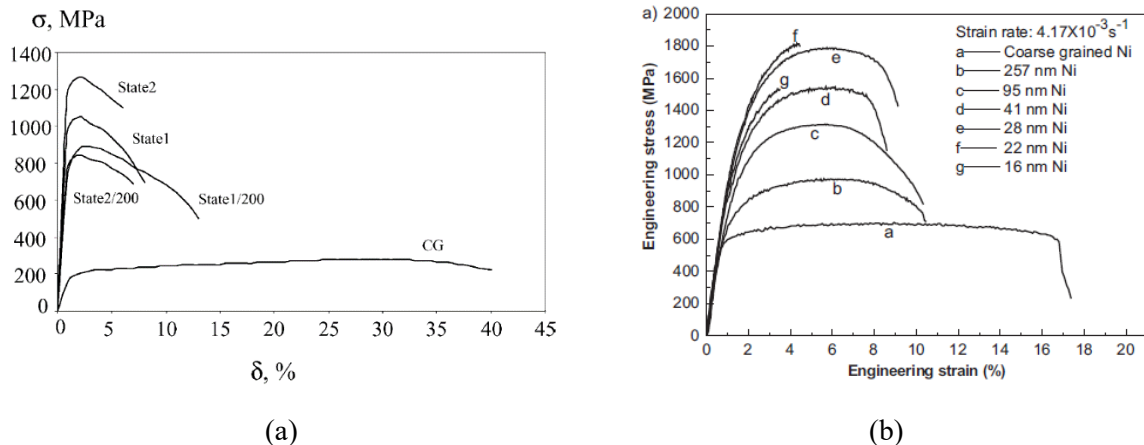 σ, MPa
1400
1200
1000
800
600
400
200
0
State2
State1
State2/200
State1/200
CG
0 5 10 15 20 25 30 35 40 45
δ, %
(a)
a) 2000
1800
1600
1400
1200
1000
800
600
400
200
0
Engineering stress (MPa)
Strain rate: 4.17X10⁻³s⁻¹
a Coarse grained Ni
b 257 nm Ni
c 95 nm Ni
d 41 nm Ni
e 28 nm Ni
f 22 nm Ni
g 16 nm Ni
f
e
g
d
c
b
a
0 2 4 6 8 10 12 14 16 18 20
Engineering strain (%)
(b)